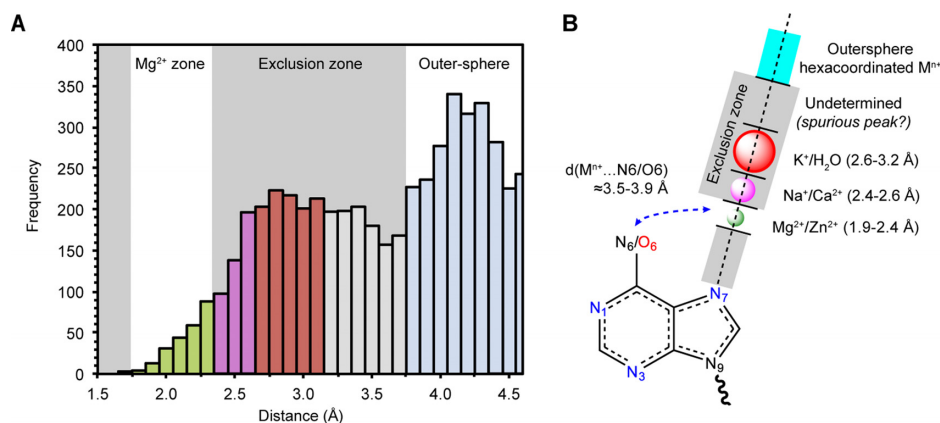 A
Frequency
400
350
300
250
200
150
100
50
0
Mg²⁺ zone
Exclusion zone
Outer-sphere
1.5 2.0 2.5 3.0 3.5 4.0 4.5
Distance (Å)
B
Outersphere
hexacoordinated Mⁿ⁺
Exclusion zone
Undetermined
(spurious peak?)
K⁺/H₂O (2.6-3.2 Å)
Na⁺/Ca²⁺ (2.4-2.6 Å)
Mg²⁺/Zn²⁺ (1.9-2.4 Å)
d(Mⁿ⁺...N6/O6)
≈3.5-3.9 Å
N₆/O₆
N₁
N₇
N₃
N₉